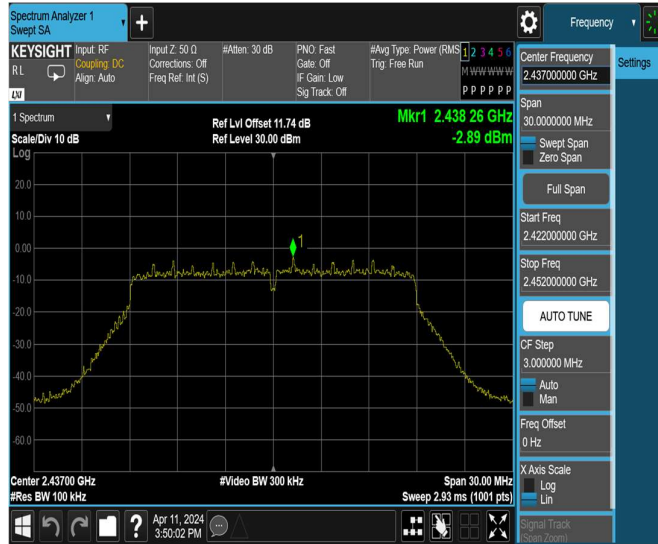 Spectrum Analyzer 1
Swept SA
+
Frequency
KEYSIGHT
RL
LXI
Input: RF
Coupling: DC
Align: Auto
Input Z: 50 Ω
Corrections: Off
Freq Ref: Int (S)
#Atten: 30 dB
PNO: Fast
Gate: Off
IF Gain: Low
Sig Track: Off
#Avg Type: Power (RMS
Trig: Free Run
1 2 3 4 5 6
M W W W W W
P P P P P P
1 Spectrum
Scale/Div 10 dB
Log
Ref Lvl Offset 11.74 dB
Ref Level 30.00 dBm
Mkr1 2.438 26 GHz
-2.89 dBm
20.0
10.0
0.00
-10.0
-20.0
-30.0
-40.0
-50.0
-60.0
1
Center 2.43700 GHz
#Res BW 100 kHz
#Video BW 300 kHz
Span 30.00 MHz
Sweep 2.93 ms (1001 pts)
?
Apr 11, 2024
3:50:02 PM
Center Frequency
2.437000000 GHz
Span
30.0000000 MHz
Swept Span
Zero Span
Full Span
Start Freq
2.422000000 GHz
Stop Freq
2.452000000 GHz
AUTO TUNE
CF Step
3.000000 MHz
Auto
Man
Freq Offset
0 Hz
X Axis Scale
Log
Lin
Signal Track
(Span Zoom)
Settings